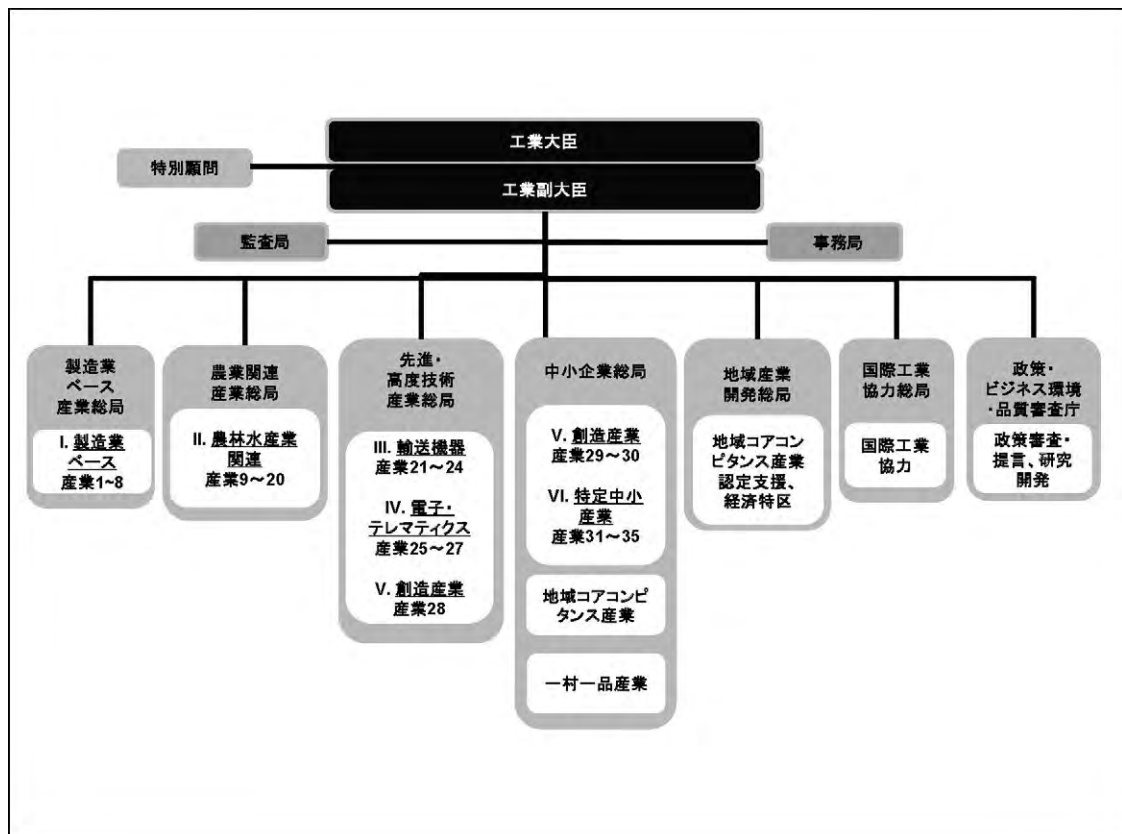 工業大臣
特別顧問
工業副大臣
監査局
事務局
製造業
ベース
産業総局
I. 製造業
ベース
産業1~8
農業関連
産業総局
II. 農林水産業
関連
産業9～20
先進・
高度技術
産業総局
III. 輸送機器
産業21～24
IV. 電子・
テレマティクス
産業25～27
V. 創造産業
産業28
中小企業総局
V. 創造産業
産業29～30
VI. 特定中小
産業
産業31～35
地域コアコンピ
タンス産業
一村一品産業
地域産業
開発総局
地域コアコン
ピタンス産業
認定支援、
経済特区
国際工業
協力総局
国際工業
協力
政策・
ビジネス環境
・品質審査庁
政策審査・
提言、研究
開発